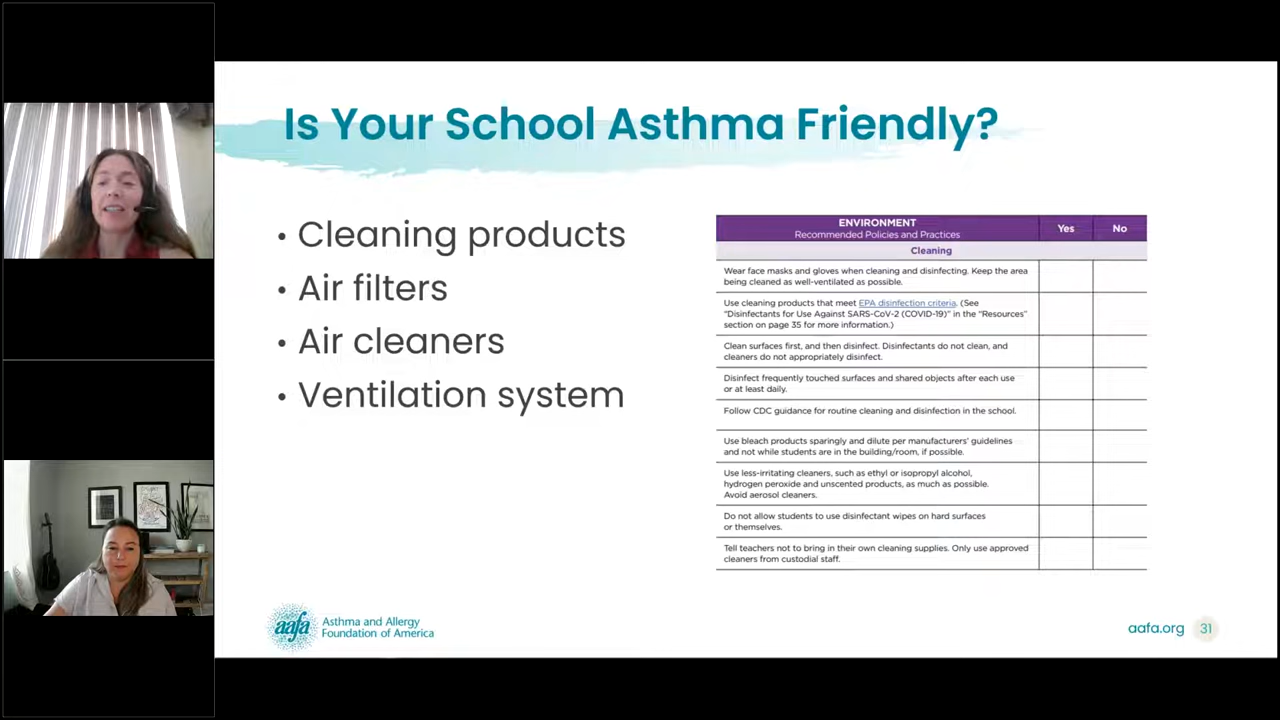 Is Your School Asthma Friendly?
• Cleaning products
• Air filters
• Air cleaners
• Ventilation system
ENVIRONMENT
Recommended Policies and Practices
Yes
No
Cleaning
Wear face masks and gloves when cleaning and disinfecting. Keep the area
being cleaned as well-ventilated as possible.
Use cleaning products that meet EPA disinfection criteria. (See
"Disinfectants for Use Against SARS-CoV-2 (COVID-19)" in the "Resources"
section on page 35 for more information.)
Clean surfaces first, and then disinfect. Disinfectants do not clean, and
cleaners do not appropriately disinfect.
Disinfect frequently touched surfaces and shared objects after each use
or at least daily.
Follow CDC guidance for routine cleaning and disinfection in the school.
Use bleach products sparingly and dilute per manufacturers' guidelines
and not while students are in the building/room, if possible.
Use less-irritating cleaners, such as ethyl or isopropyl alcohol,
hydrogen peroxide and unscented products, as much as possible.
Avoid aerosol cleaners.
Do not allow students to use disinfectant wipes on hard surfaces
or themselves.
Tell teachers not to bring in their own cleaning supplies. Only use approved
cleaners from custodial staff.
aafa
Asthma and Allergy
Foundation of America
aafa.org
31